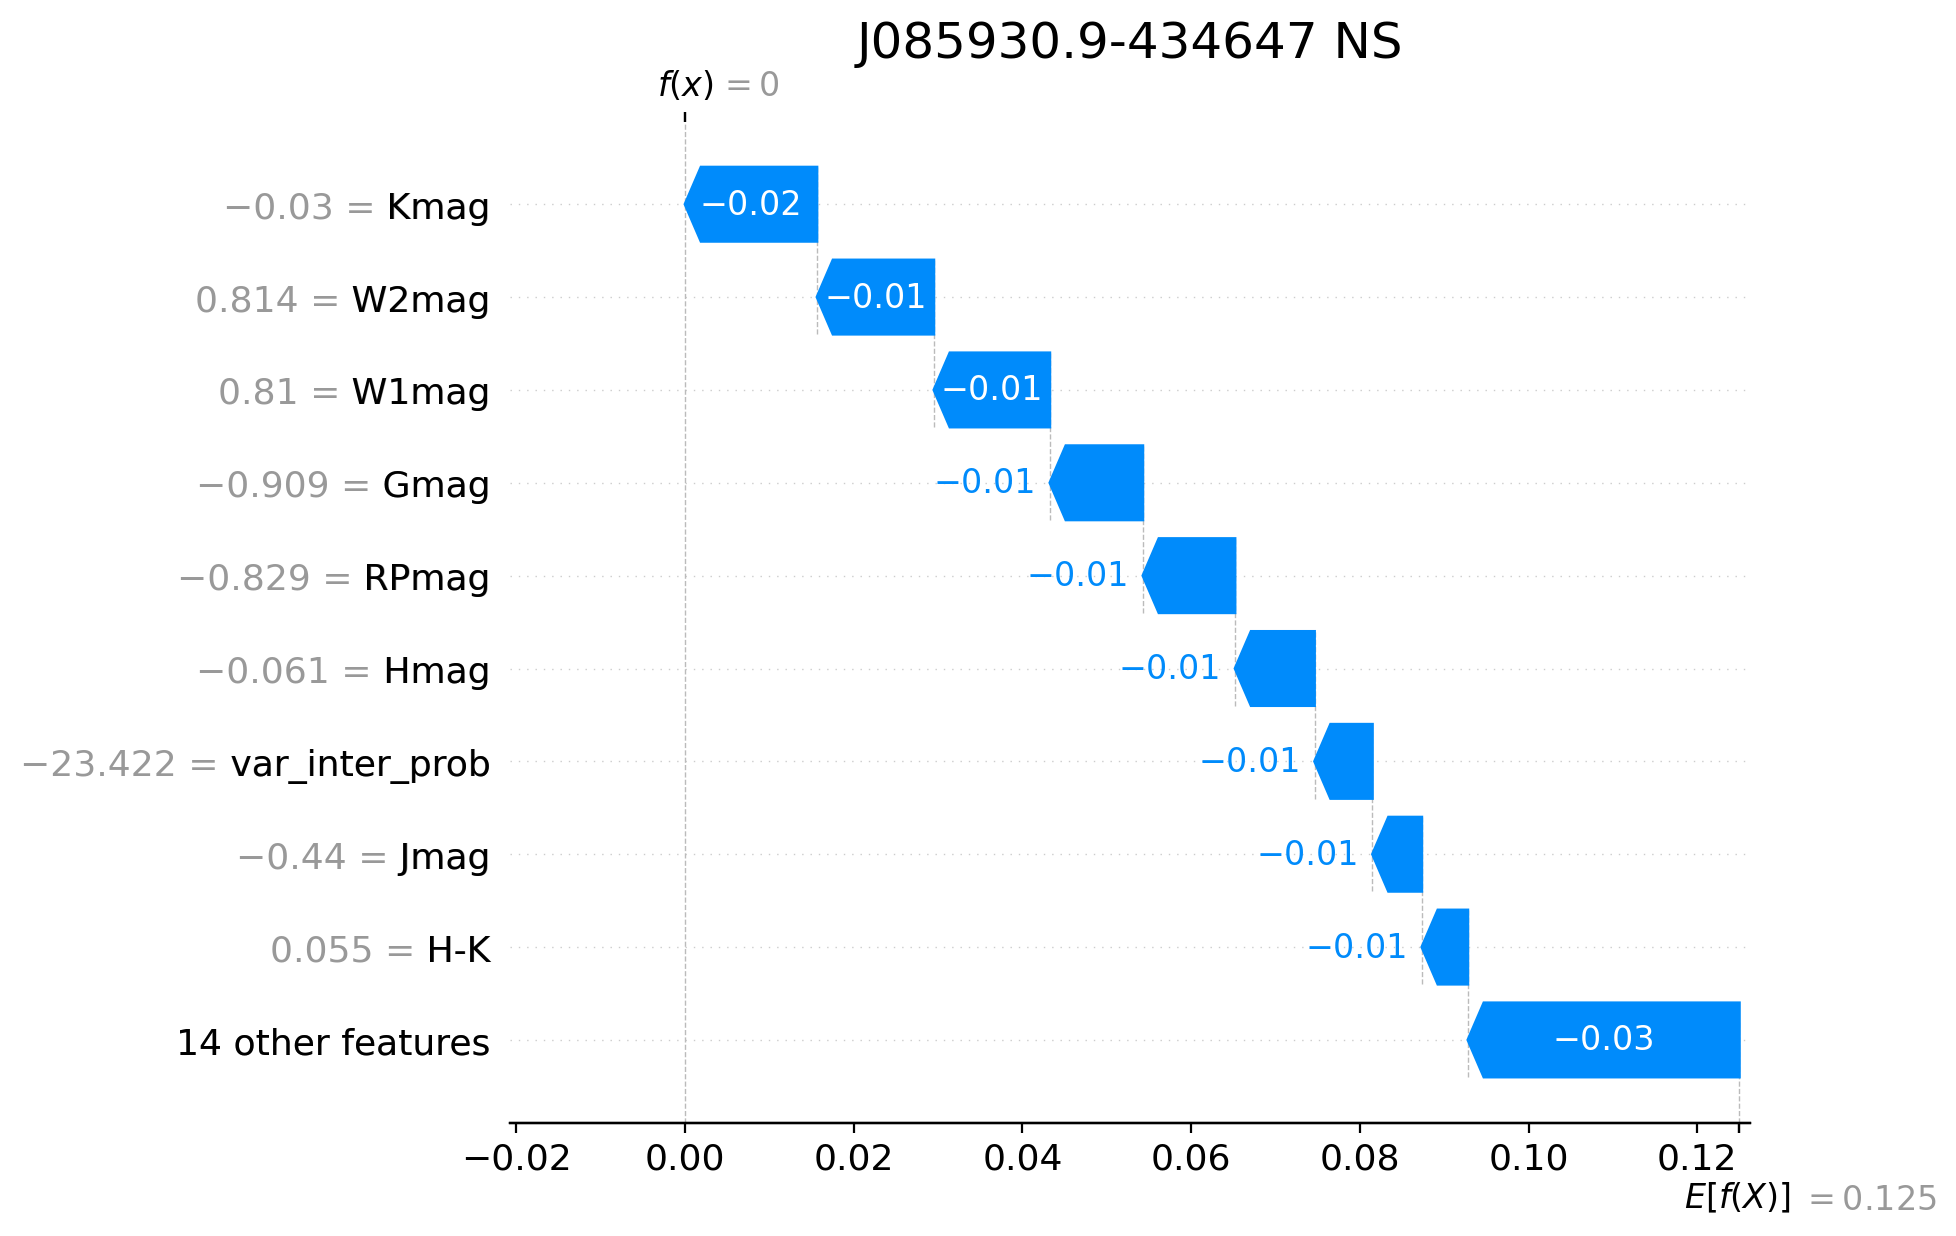 J085930.9-434647 NS
f(x) = 0
−0.03 = Kmag
−0.02
0.814 = W2mag
−0.01
0.81 = W1mag
−0.01
−0.909 = Gmag
−0.01
−0.829 = RPmag
−0.01
−0.061 = Hmag
−0.01
−23.422 = var_inter_prob
−0.01
−0.44 = Jmag
−0.01
0.055 = H-K
−0.01
14 other features
−0.03
−0.02 0.00 0.02 0.04 0.06 0.08 0.10 0.12
E[f(X)] = 0.125